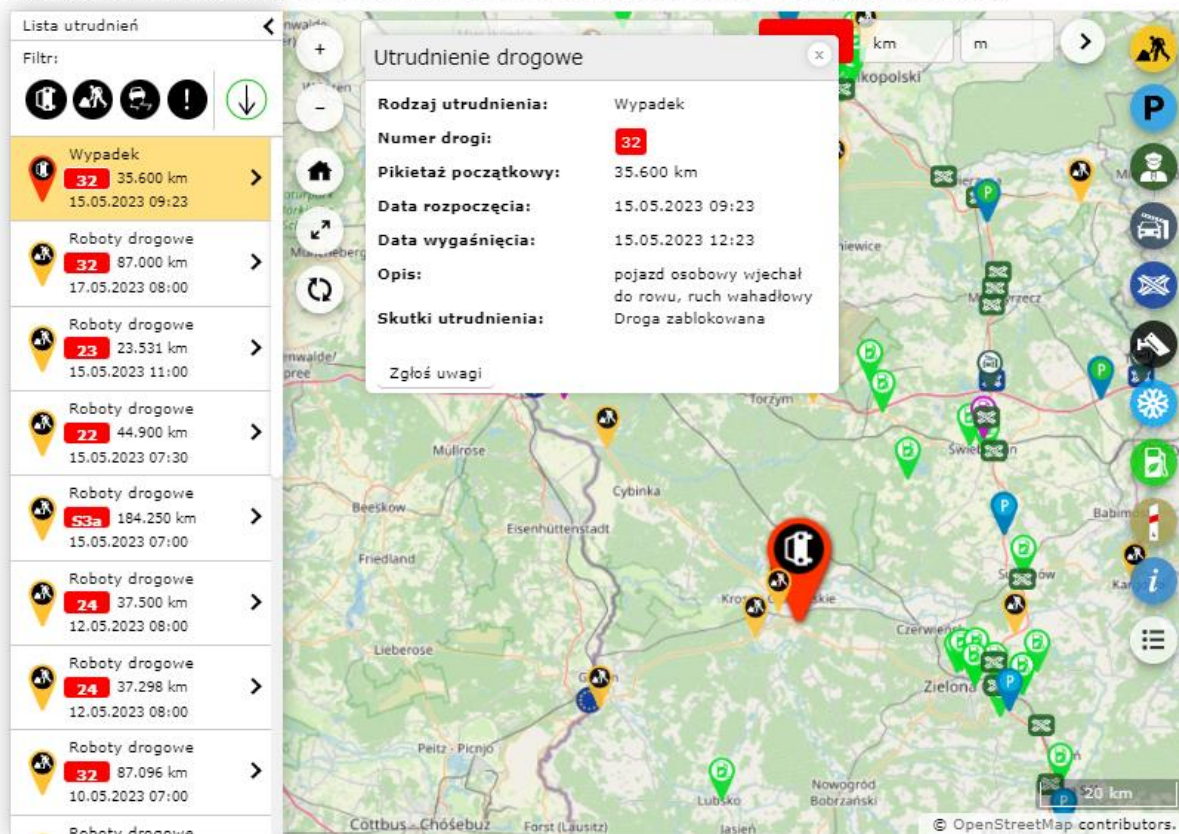 Lista utrudnień
Filtr:
Wypadek
32 35.600 km
15.05.2023 09:23
Roboty drogowe
32 87.000 km
17.05.2023 08:00
Roboty drogowe
23 23.531 km
15.05.2023 11:00
Roboty drogowe
22 44.900 km
15.05.2023 07:30
Roboty drogowe
S3a 184.250 km
15.05.2023 07:00
Roboty drogowe
24 37.500 km
12.05.2023 08:00
Roboty drogowe
24 37.298 km
12.05.2023 08:00
Roboty drogowe
32 87.096 km
10.05.2023 07:00
Roboty drogowe
+
-
km
m
Utrudnienie drogowe
x
Rodzaj utrudnienia: Wypadek
Numer drogi: 32
Pikietaż początkowy: 35.600 km
Data rozpoczęcia: 15.05.2023 09:23
Data wygaśnięcia: 15.05.2023 12:23
Opis: pojazd osobowy wjechał
do rowu, ruch wahadłowy
Skutki utrudnienia: Droga zablokowana
Zgłoś uwagi
kopolski
P
P
P
Torzym
Müllrose
Cybinka
Beeskow
Eisenhüttenstadt
P
Friedland
Lieberose
Zielona
P
Peitz - Picnjo
Lubsko
Nowogród
Bobrzański
P
20 km
Cottbus - Chóśebuz
Forst (Lausitz)
Jasień
i
© OpenStreetMap contributors.